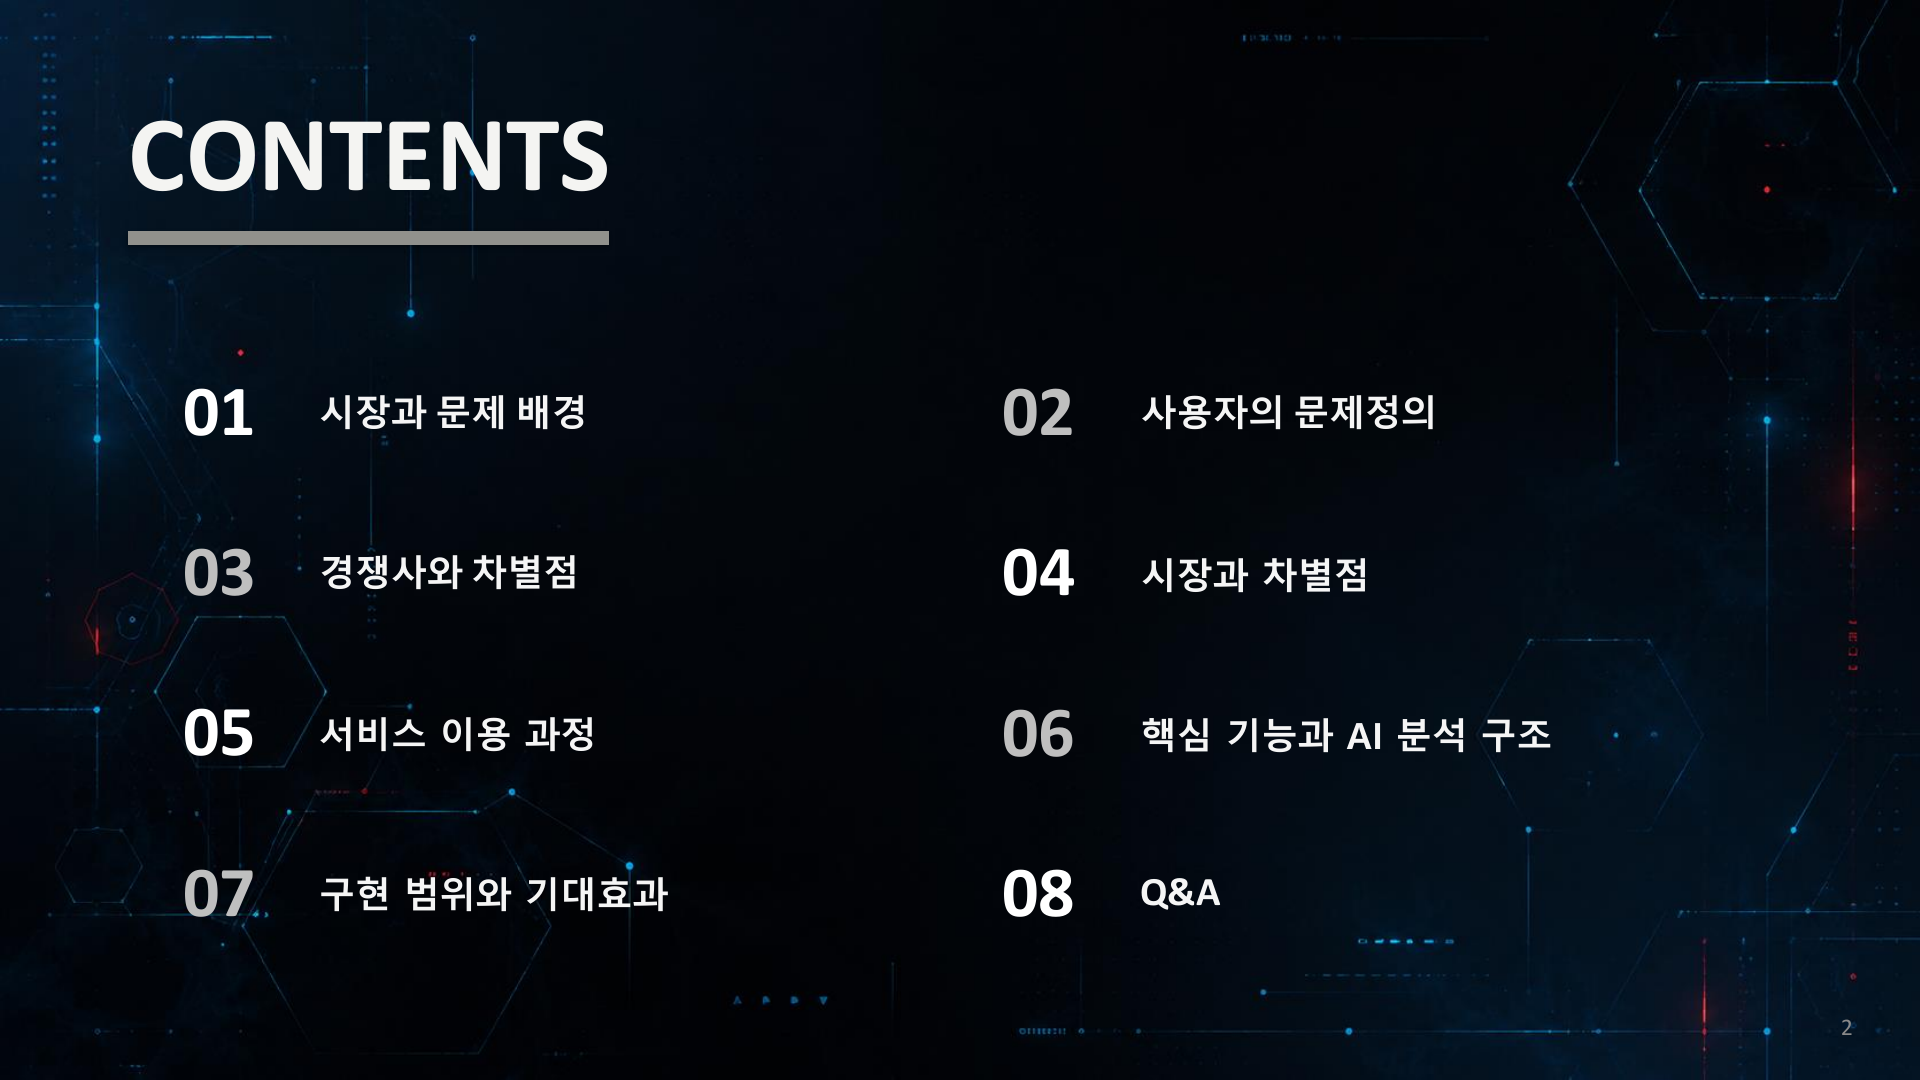 CONTENTS
01 시장과 문제 배경
02 사용자의 문제정의
03 경쟁사와 차별점
04 시장과 차별점
05 서비스 이용 과정
06 핵심 기능과 AI 분석 구조
07 구현 범위와 기대효과
08 Q&A
2